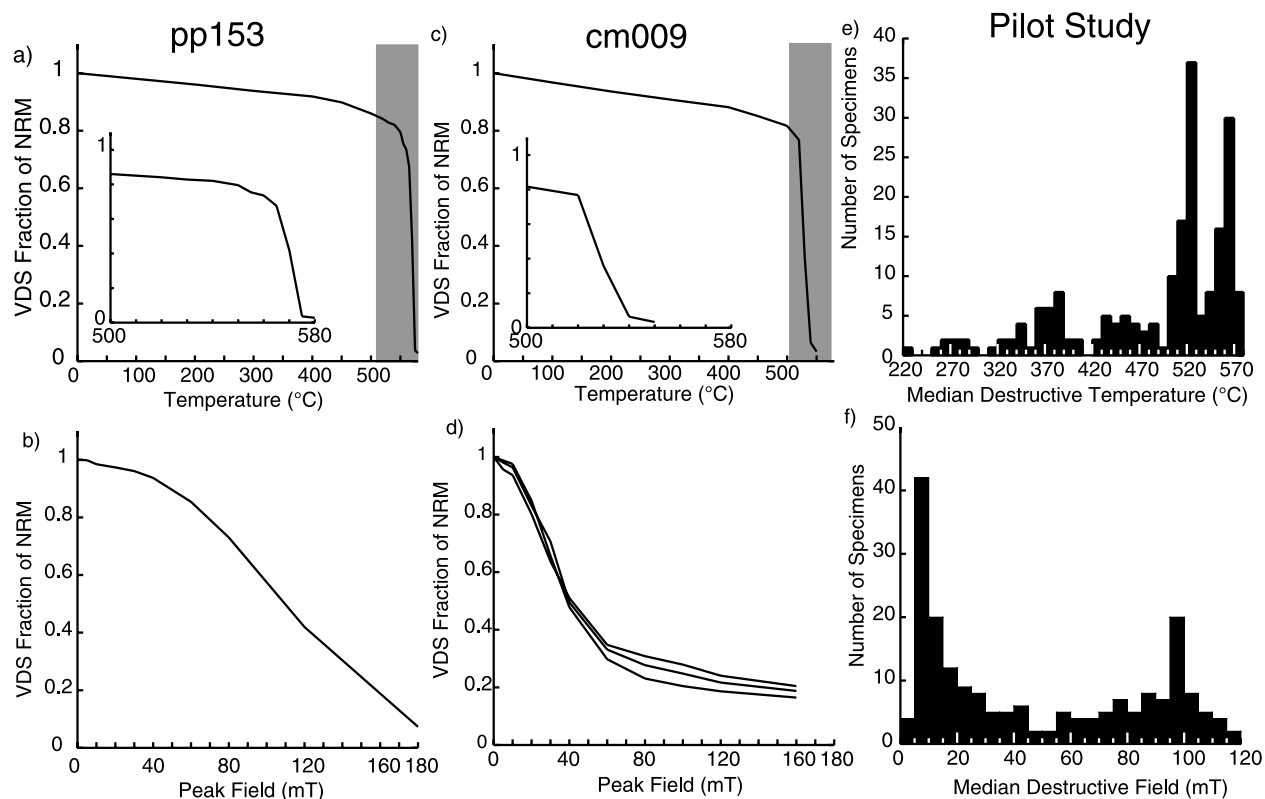 pp153
cm009
Pilot Study
a)
VDS Fraction of NRM
1
0.8
0.6
0.4
0.2
0
0 100 200 300 400 500
Temperature (°C)
1
0
500 580
c)
VDS Fraction of NRM
1
0.8
0.6
0.4
0.2
0
0 100 200 300 400 500
Temperature (°C)
1
0
500 580
e)
Number of Specimens
40
35
30
25
20
15
10
5
0
220 270 320 370 420 470 520 570
Median Destructive Temperature (°C)
b)
VDS Fraction of NRM
1
0.8
0.6
0.4
0.2
0
0 40 80 120 160 180
Peak Field (mT)
d)
VDS Fraction of NRM
1
0.8
0.6
0.4
0.2
0
0 40 80 120 160 180
Peak Field (mT)
f)
Number of Specimens
50
40
30
20
10
0
0 20 40 60 80 100 120
Median Destructive Field (mT)